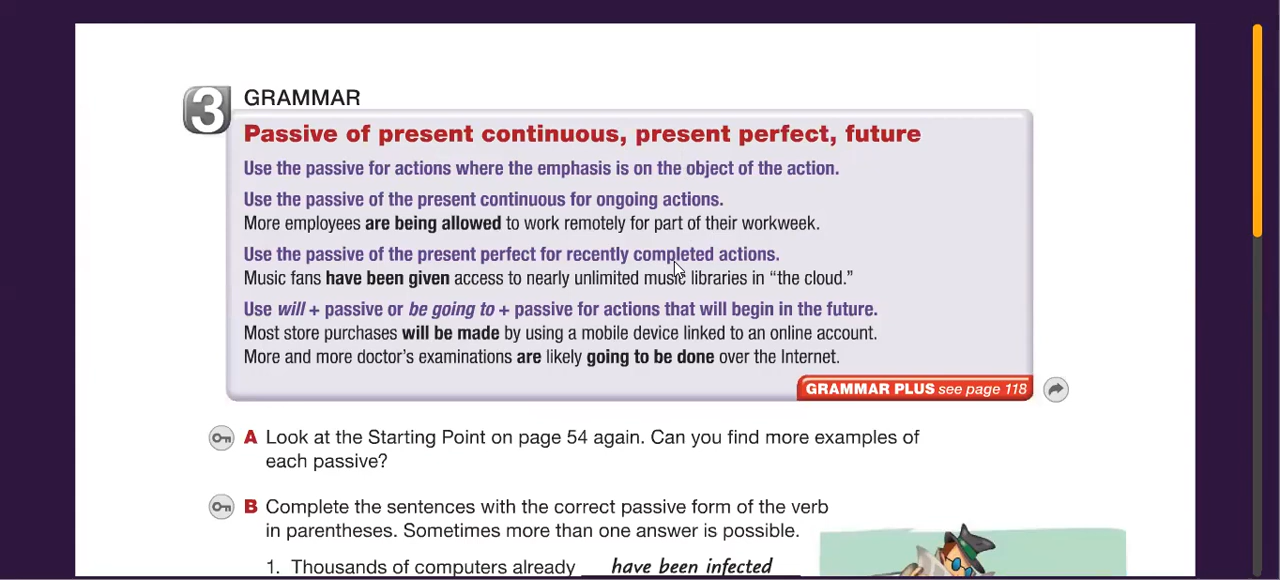 3 GRAMMAR
Passive of present continuous, present perfect, future
Use the passive for actions where the emphasis is on the object of the action.
Use the passive of the present continuous for ongoing actions.
More employees are being allowed to work remotely for part of their workweek.
Use the passive of the present perfect for recently completed actions.
Music fans have been given access to nearly unlimited music libraries in “the cloud.”
Use will + passive or be going to + passive for actions that will begin in the future.
Most store purchases will be made by using a mobile device linked to an online account.
More and more doctor’s examinations are likely going to be done over the Internet.
GRAMMAR PLUS see page 118
A Look at the Starting Point on page 54 again. Can you find more examples of
each passive?
B Complete the sentences with the correct passive form of the verb
in parentheses. Sometimes more than one answer is possible.
1. Thousands of computers already have been infected